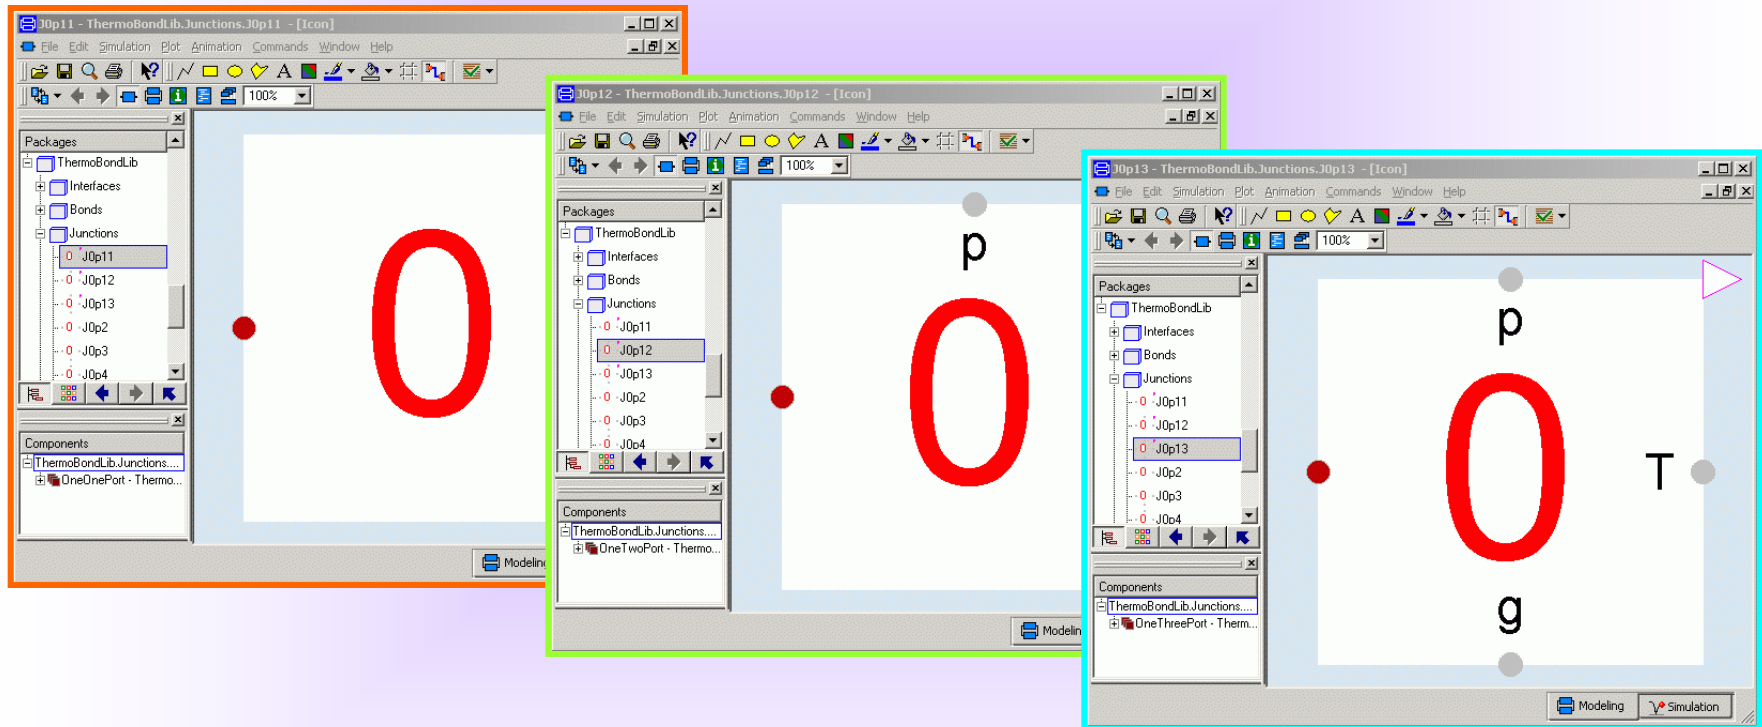 J0p11 - ThermoBondLib.Junctions.J0p11 - [Icon]
File Edit Simulation Plot Animation Commands Window Help
100%
Packages
ThermoBondLib
Interfaces
Bonds
Junctions
0 J0p11
0 J0p12
0 J0p13
0 J0p2
0 J0p3
0 J0p4
Components
ThermoBondLib.Junctions....
OneOnePort - Thermo...
0
Modeling
J0p12 - ThermoBondLib.Junctions.J0p12 - [Icon]
File Edit Simulation Plot Animation Commands Window Help
100%
Packages
ThermoBondLib
Interfaces
Bonds
Junctions
0 J0p11
0 J0p12
0 J0p13
0 J0p2
0 J0p3
0 J0p4
Components
ThermoBondLib.Junctions....
OneTwoPort - Thermo...
p
0
Modelin
J0p13 - ThermoBondLib.Junctions.J0p13 - [Icon]
File Edit Simulation Plot Animation Commands Window Help
100%
Packages
ThermoBondLib
Interfaces
Bonds
Junctions
0 J0p11
0 J0p12
0 J0p13
0 J0p2
0 J0p3
0 J0p4
Components
ThermoBondLib.Junctions....
OneThreePort - Therm...
p
0 T
g
Modeling Simulation